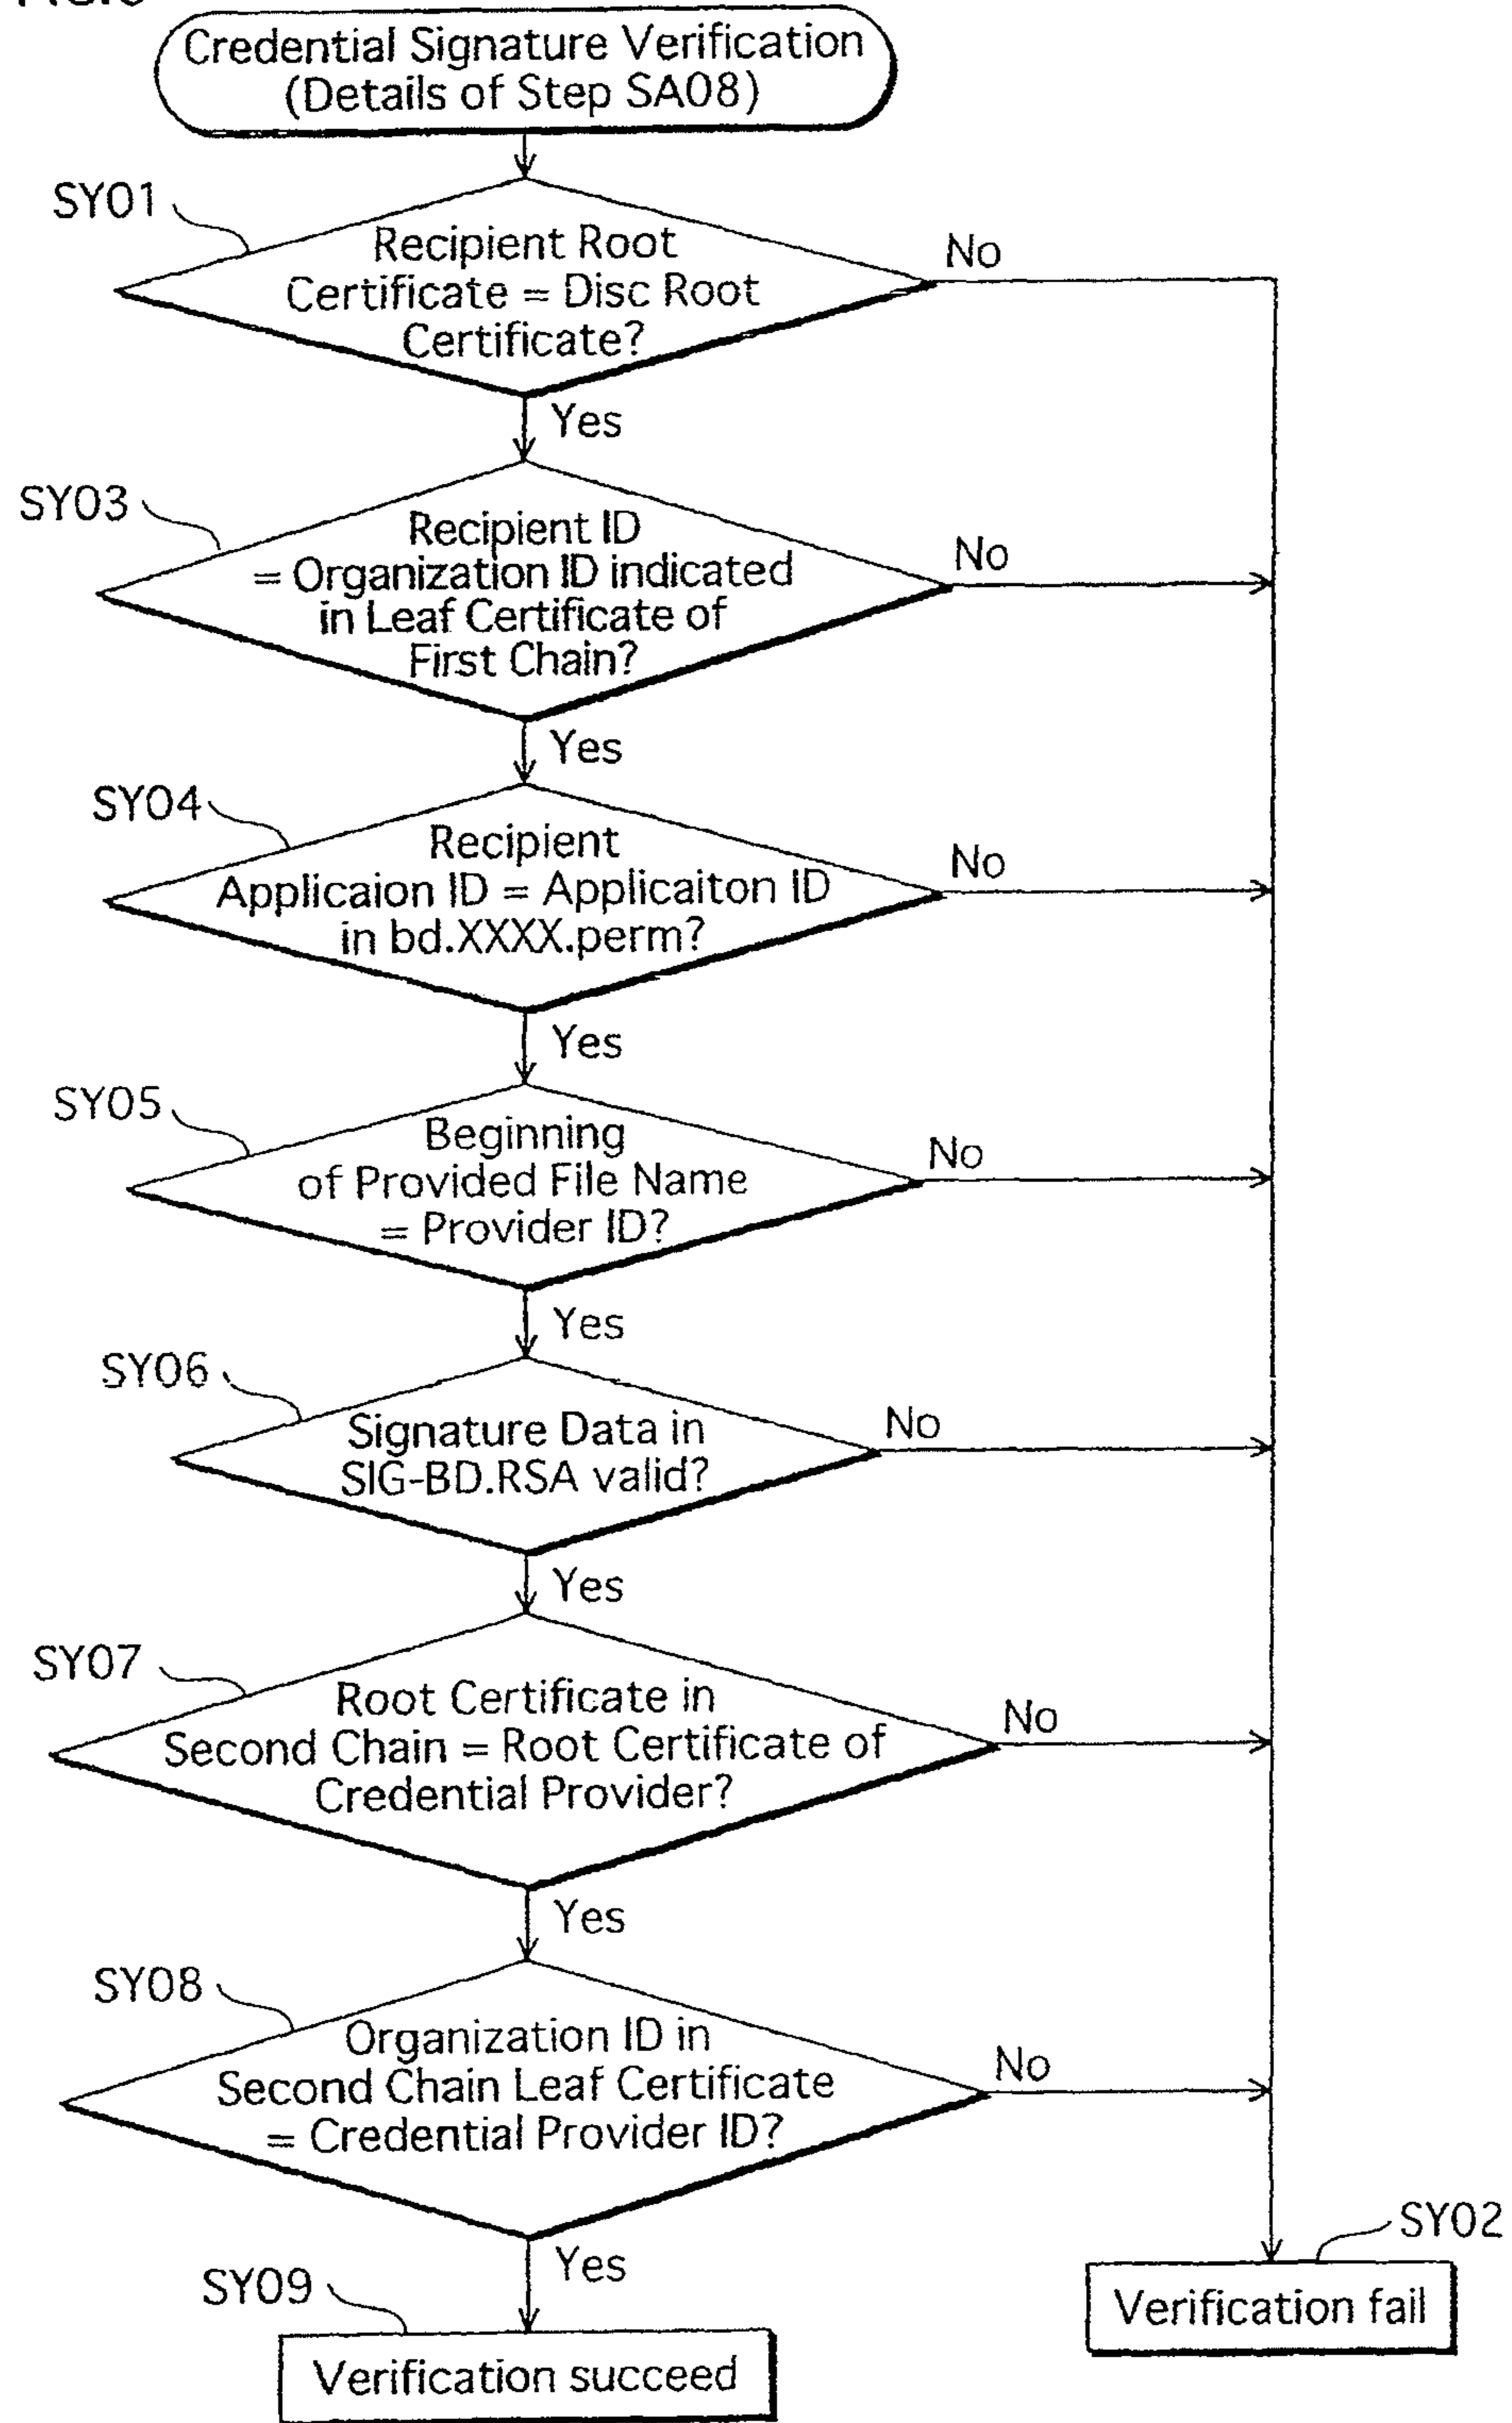 Credential Signature Verification
(Details of Step SA08)
SY01
Recipient Root
Certificate = Disc Root
Certificate?
No
Yes
SY03
Recipient ID
= Organization ID indicated
in Leaf Certificate of
First Chain?
No
Yes
SY04
Recipient
Applicaion ID = Applicaiton ID
in bd.XXXX.perm?
No
Yes
SY05
Beginning
of Provided File Name
= Provider ID?
No
Yes
SY06
Signature Data in
SIG-BD.RSA valid?
No
Yes
SY07
Root Certificate in
Second Chain = Root Certificate of
Credential Provider?
No
Yes
SY08
Organization ID in
Second Chain Leaf Certificate
= Credential Provider ID?
No
Yes
SY02
Verification fail
SY09
Verification succeed